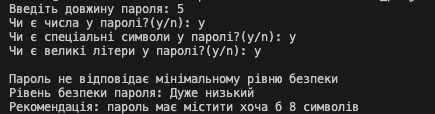 Введіть довжину пароля: 5
Чи є числа у паролі?(y/n): y
Чи є спеціальні символи у паролі?(y/n): y
Чи є великі літери у паролі?(y/n): y
Пароль не відповідає мінімальному рівню безпеки
Рівень безпеки пароля: Дуже низький
Рекомендація: пароль має містити хоча б 8 символів